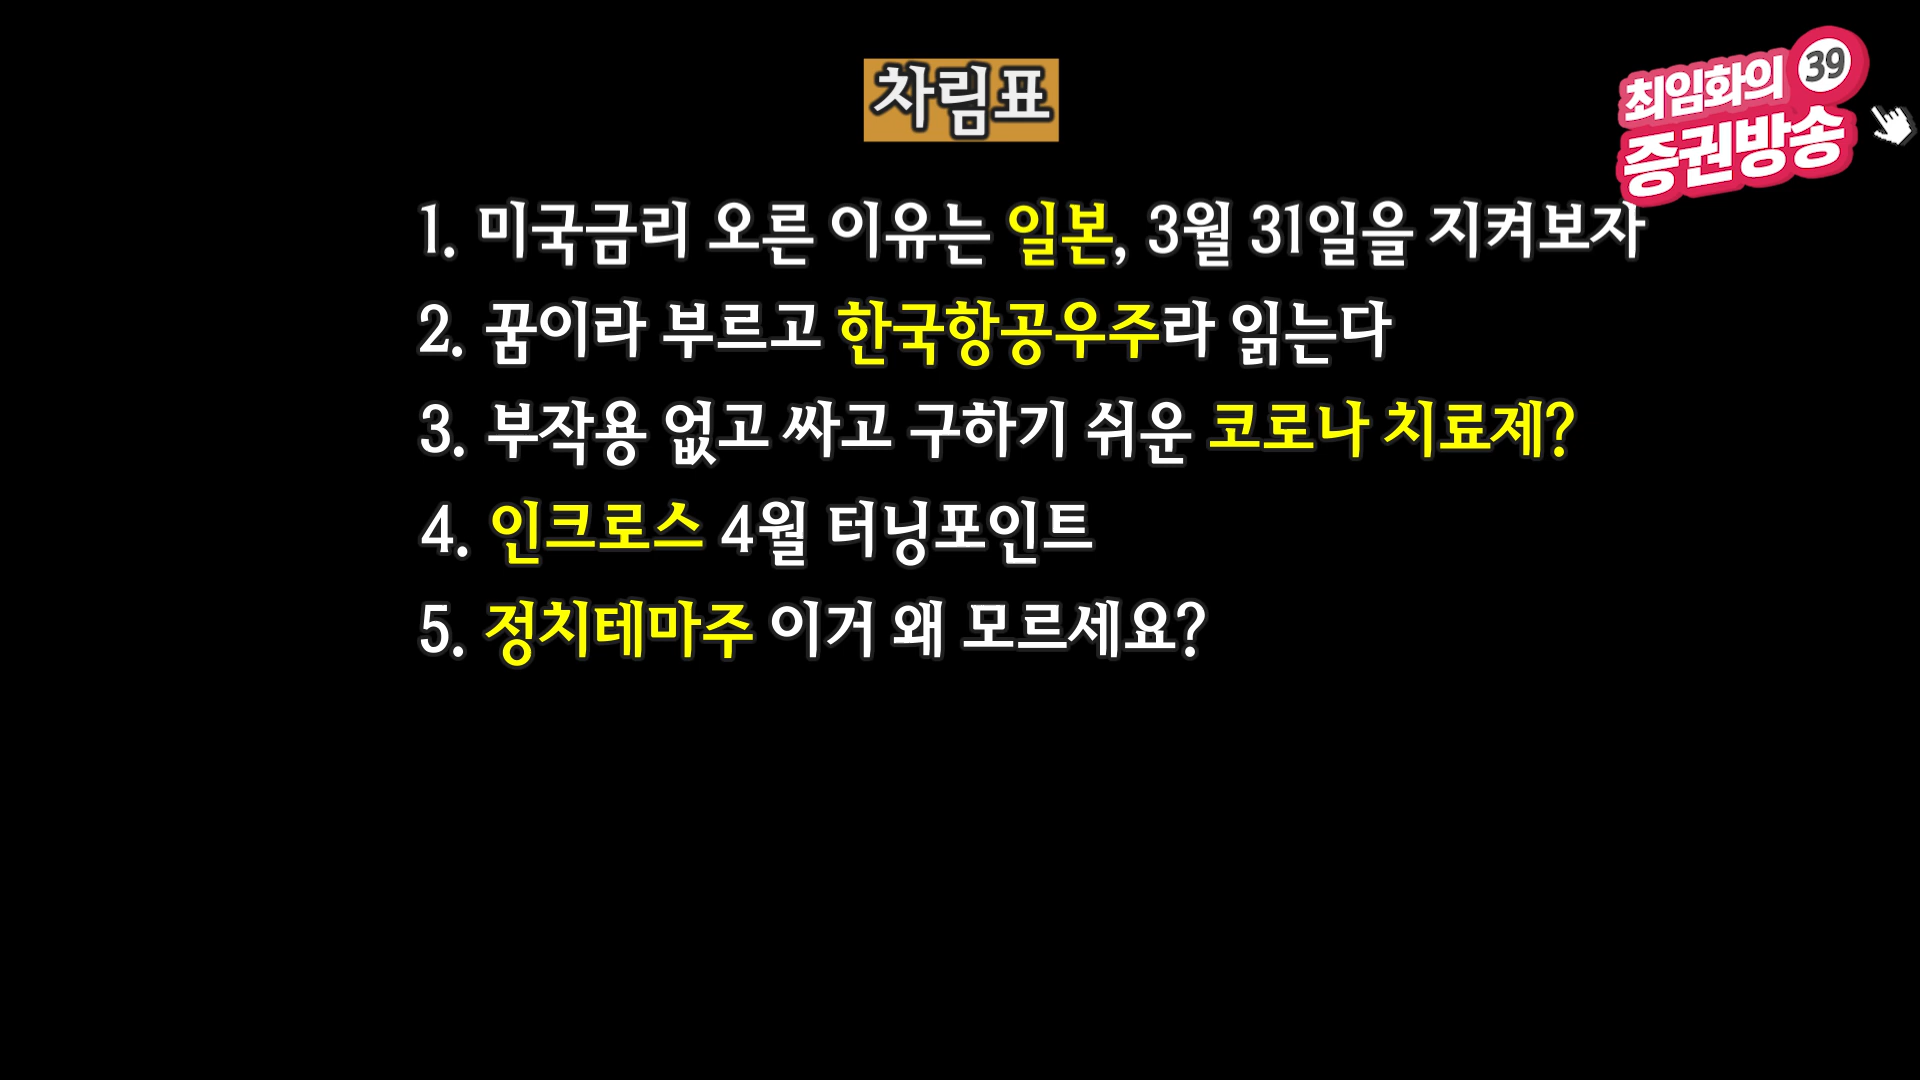 차림표
최임화의 39
증권방송
1. 미국금리 오른 이유는 일본, 3월 31일을 지켜보자
2. 꿈이라 부르고 한국항공우주라 읽는다
3. 부작용 없고 싸고 구하기 쉬운 코로나 치료제?
4. 인크로스 4월 터닝포인트
5. 정치테마주 이거 왜 모르세요?